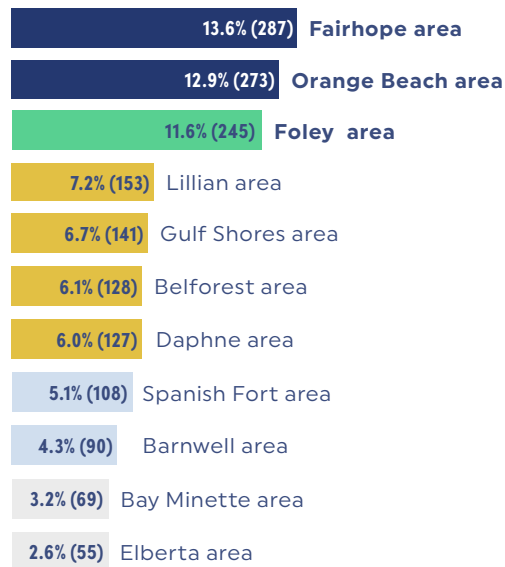 13.6% (287) Fairhope area
12.9% (273) Orange Beach area
11.6% (245) Foley area
7.2% (153) Lillian area
6.7% (141) Gulf Shores area
6.1% (128) Belforest area
6.0% (127) Daphne area
5.1% (108) Spanish Fort area
4.3% (90) Barnwell area
3.2% (69) Bay Minette area
2.6% (55) Elberta area